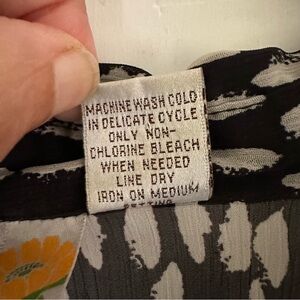 MACHINE WASH COLD
IN DELICATE CYCLE
ONLY NON-
CHLORINE BLEACH
WHEN NEEDED
LINE DRY
IRON ON MEDIUM